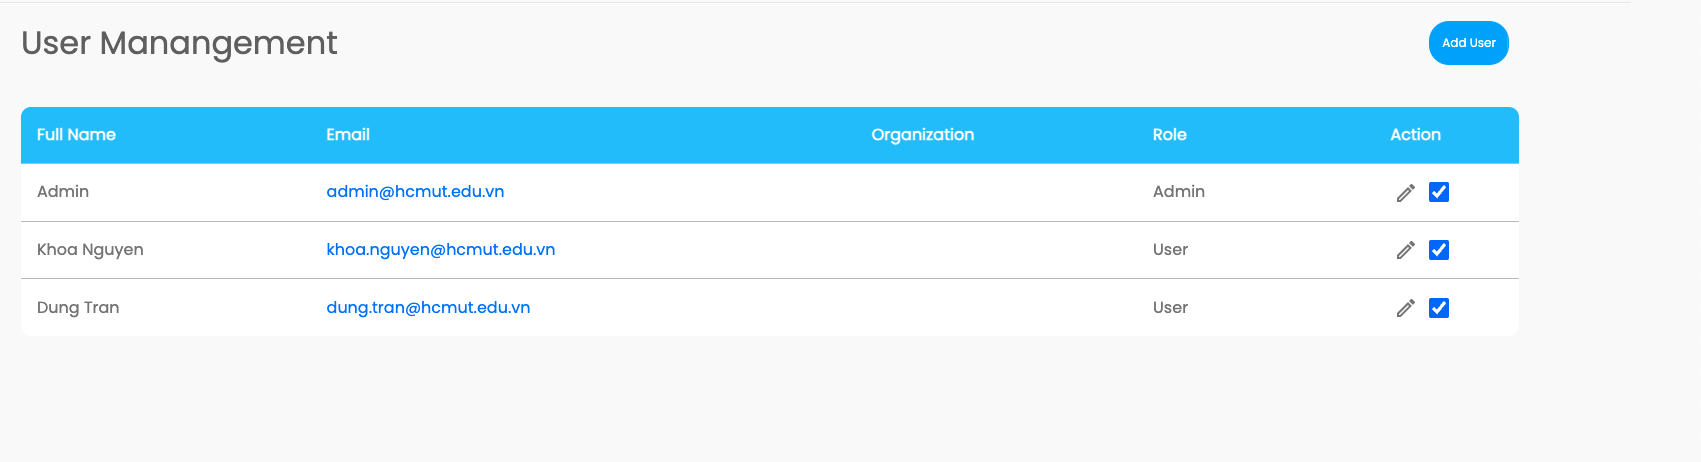 User Manangement
Add User
Full Name Email Organization Role Action
Admin admin@hcmut.edu.vn Admin
Khoa Nguyen khoa.nguyen@hcmut.edu.vn User
Dung Tran dung.tran@hcmut.edu.vn User